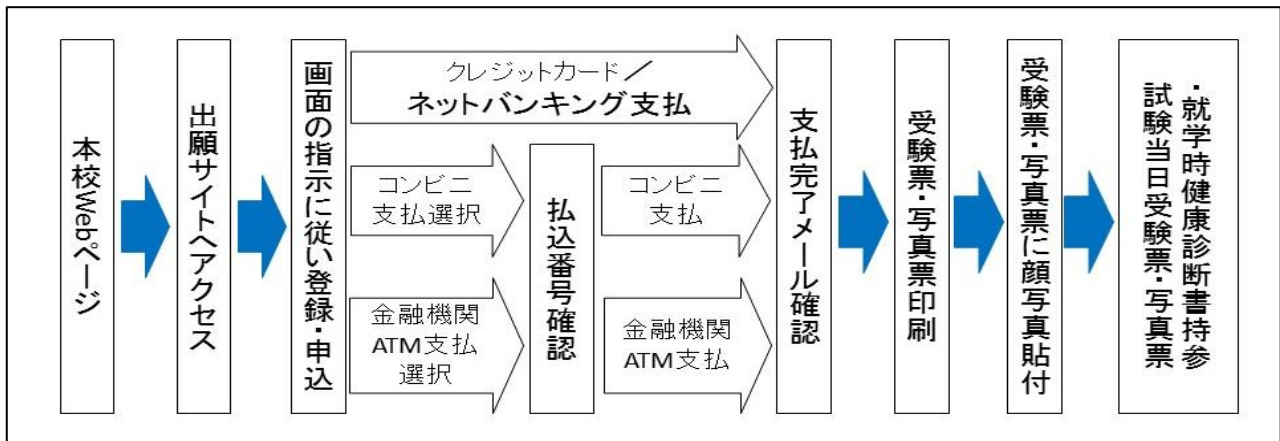 本校Webページ
出願サイトへアクセス
画面の指示に従い登録・申込
クレジットカード／
ネットバンキング支払
コンビニ
支払選択
金融機関
ATM支払
選択
払込番号確認
コンビニ
支払
金融機関
ATM支払
支払完了メール確認
受験票・写真票印刷
受験票・写真票に顔写真貼付
試験当日受験票・写真票
・就学時健康診断書持参